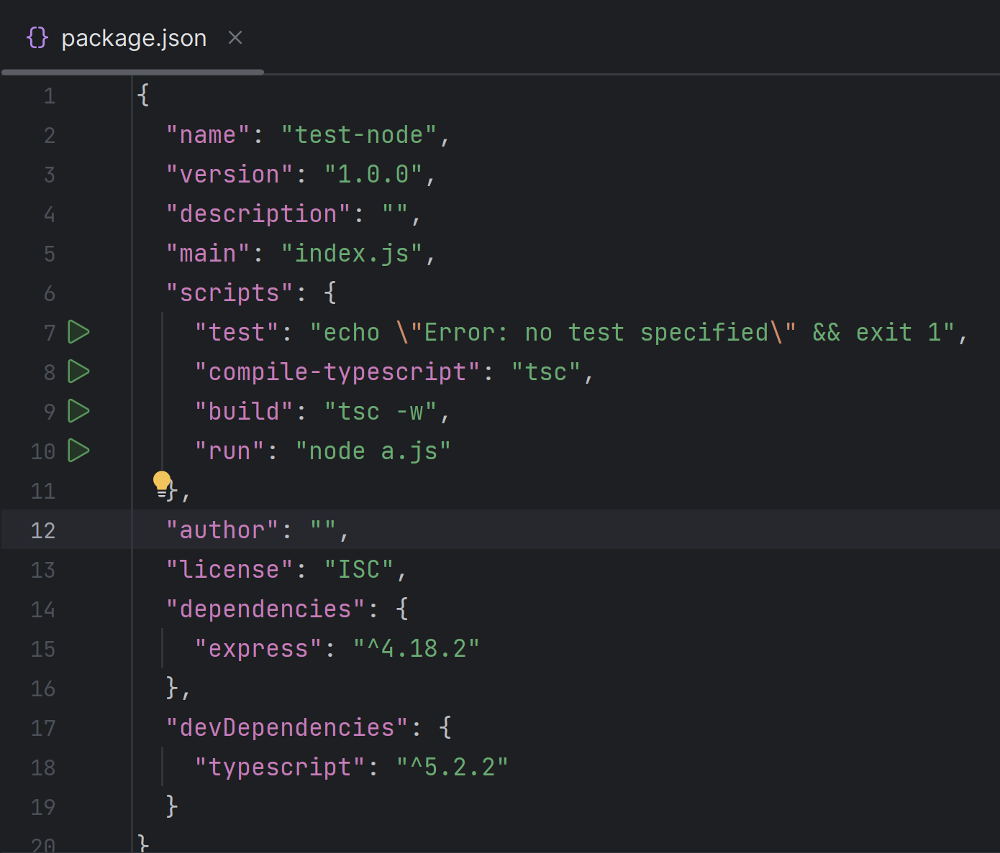 package.json
1 {
2   "name": "test-node",
3   "version": "1.0.0",
4   "description": "",
5   "main": "index.js",
6   "scripts": {
7     "test": "echo \"Error: no test specified\" && exit 1",
8     "compile-typescript": "tsc",
9     "build": "tsc -w",
10     "run": "node a.js"
11   },
12   "author": "",
13   "license": "ISC",
14   "dependencies": {
15     "express": "^4.18.2"
16   },
17   "devDependencies": {
18     "typescript": "^5.2.2"
19   }
20 }